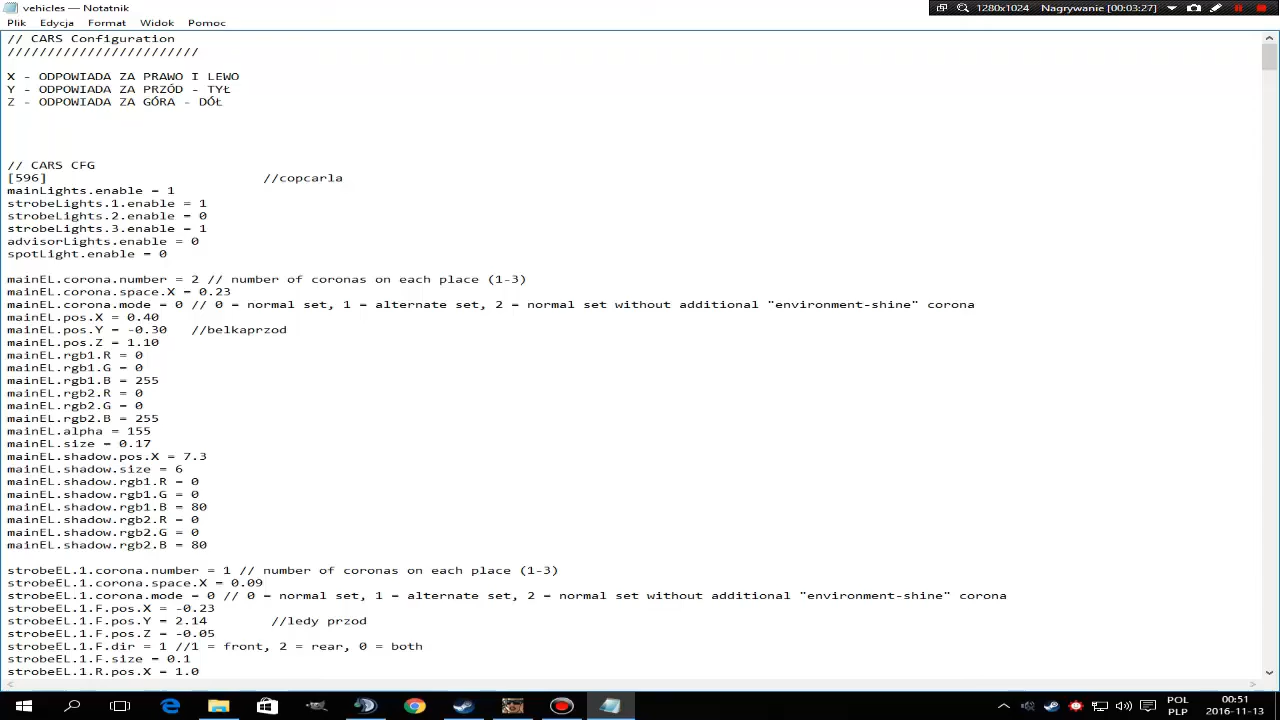 vehicles — Notatnik
1280x1024 Nagrywanie [00:03:27]
Plik Edycja Format Widok Pomoc
// CARS Configuration
////////////////////////
X - ODPOWIADA ZA PRAWO I LEWO
Y - ODPOWIADA ZA PRZÓD - TYŁ
Z - ODPOWIADA ZA GÓRA - DÓŁ
// CARS CFG
[596] //copcarla
mainLights.enable = 1
strobeLights.1.enable = 1
strobeLights.2.enable = 0
strobeLights.3.enable = 1
advisorLights.enable = 0
spotLight.enable = 0
mainEL.corona.number = 2 // number of coronas on each place (1-3)
mainEL.corona.space.X = 0.23
mainEL.corona.mode = 0 // 0 = normal set, 1 = alternate set, 2 = normal set without additional "environment-shine" corona
mainEL.pos.X = 0.40
mainEL.pos.Y = -0.30 //belkaprzod
mainEL.pos.Z = 1.10
mainEL.rgb1.R = 0
mainEL.rgb1.G = 0
mainEL.rgb1.B = 255
mainEL.rgb2.R = 0
mainEL.rgb2.G = 0
mainEL.rgb2.B = 255
mainEL.alpha = 155
mainEL.size = 0.17
mainEL.shadow.pos.X = 7.3
mainEL.shadow.size = 6
mainEL.shadow.rgb1.R = 0
mainEL.shadow.rgb1.G = 0
mainEL.shadow.rgb1.B = 80
mainEL.shadow.rgb2.R = 0
mainEL.shadow.rgb2.G = 0
mainEL.shadow.rgb2.B = 80
strobeEL.1.corona.number = 1 // number of coronas on each place (1-3)
strobeEL.1.corona.space.X = 0.09
strobeEL.1.corona.mode = 0 // 0 = normal set, 1 = alternate set, 2 = normal set without additional "environment-shine" corona
strobeEL.1.F.pos.X = -0.23
strobeEL.1.F.pos.Y = 2.14 //ledy przod
strobeEL.1.F.pos.Z = -0.05
strobeEL.1.F.dir = 1 //1 = front, 2 = rear, 0 = both
strobeEL.1.F.size = 0.1
strobeEL.1.R.pos.X = 1.0
POL 00:51
PLP 2016-11-13